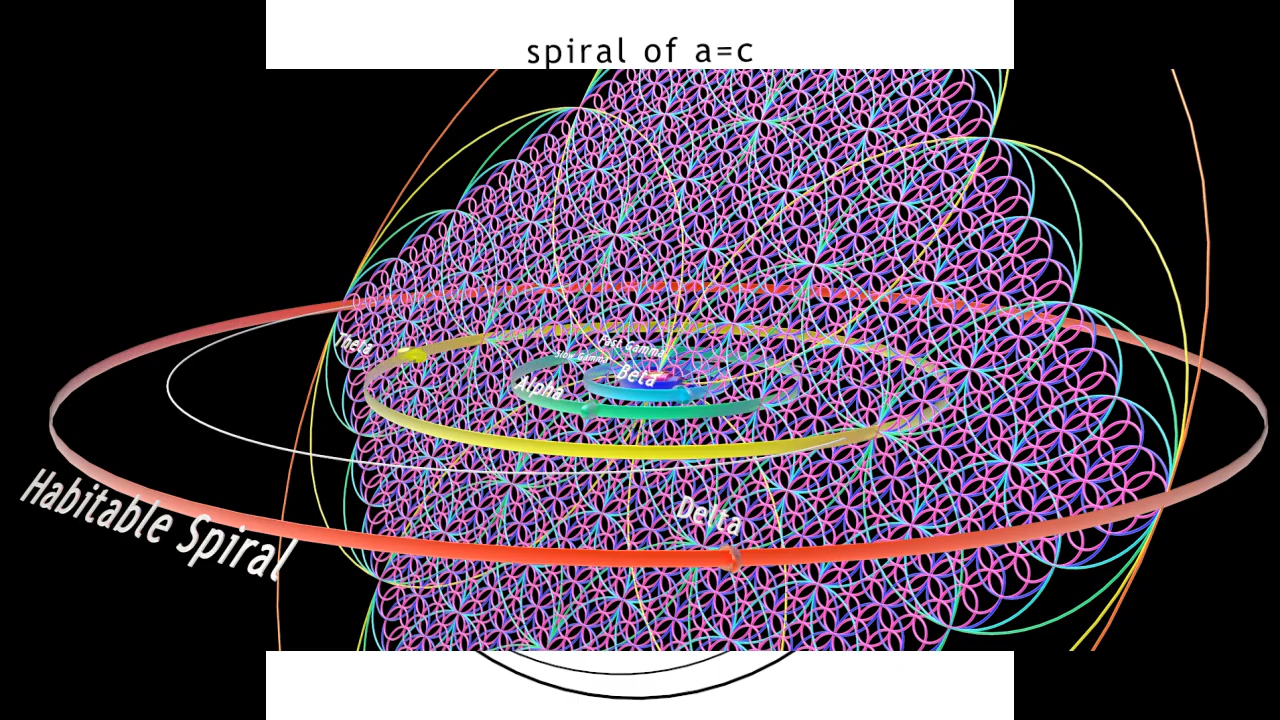 spiral of a=c
Theta
Fast Gamma
Slow Gamma
Beta
Alpha
Delta
Habitable Spiral